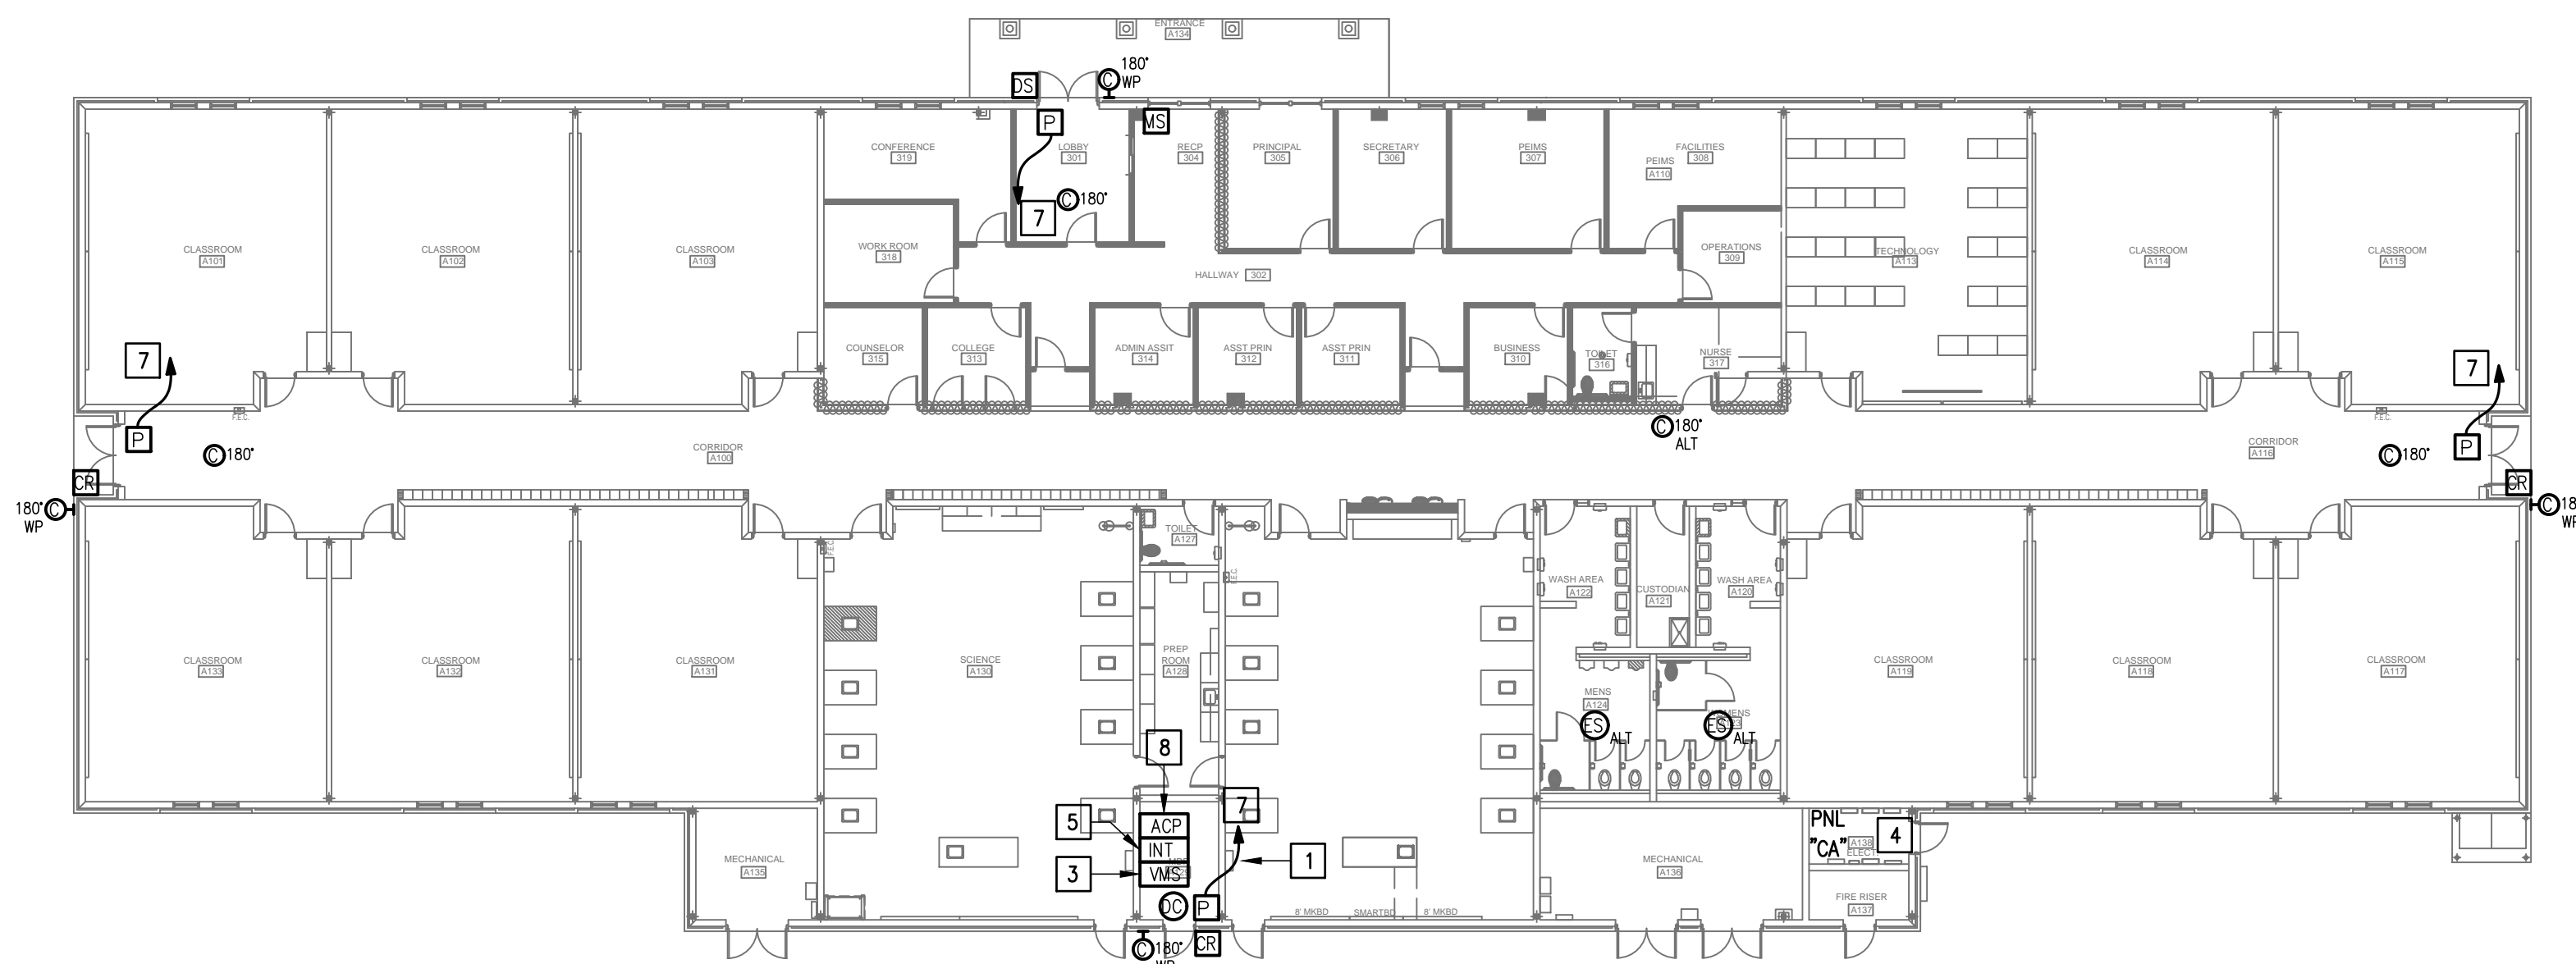 ENTRANCE
A134
DS
C 180°
WP
P
MS
CONFERENCE
319
LOBBY
301
RECP
304
PRINCIPAL
305
SECRETARY
306
PEIMS
307
FACILITIES
308
PEIMS
A110
7
C 180°
CLASSROOM
A101
CLASSROOM
A102
CLASSROOM
A103
WORK ROOM
318
HALLWAY 302
OPERATIONS
309
TECHNOLOGY
A113
CLASSROOM
A114
CLASSROOM
A115
7
COUNSELOR
315
COLLEGE
313
ADMIN ASSIT
314
ASST PRIN
312
ASST PRIN
311
BUSINESS
310
TOILET
316
NURSE
317
7
F.E.C.
F.E.C.
P
C 180°
CORRIDOR
A100
C 180°
ALT
CORRIDOR
A116
C 180°
P
CR
CR
180° C
WP
C 18
TOILET
A127
F.E.C.
F.E.C.
WASH AREA
A122
CUSTODIAN
A121
WASH AREA
A120
CLASSROOM
A133
CLASSROOM
A132
CLASSROOM
A131
SCIENCE
A130
PREP
ROOM
A128
CLASSROOM
A119
CLASSROOM
A118
CLASSROOM
A117
MENS
A124
ES
ALT
ES
ALT
8
7
5
ACP
INT
VMS
3
1
PNL
"CA"
A138
ELECT
4
MECHANICAL
A135
MECHANICAL
A136
FIRE RISER
A137
DC
P
8' MKBD
SMARTBD
8' MKBD
C 180°
WP
CR